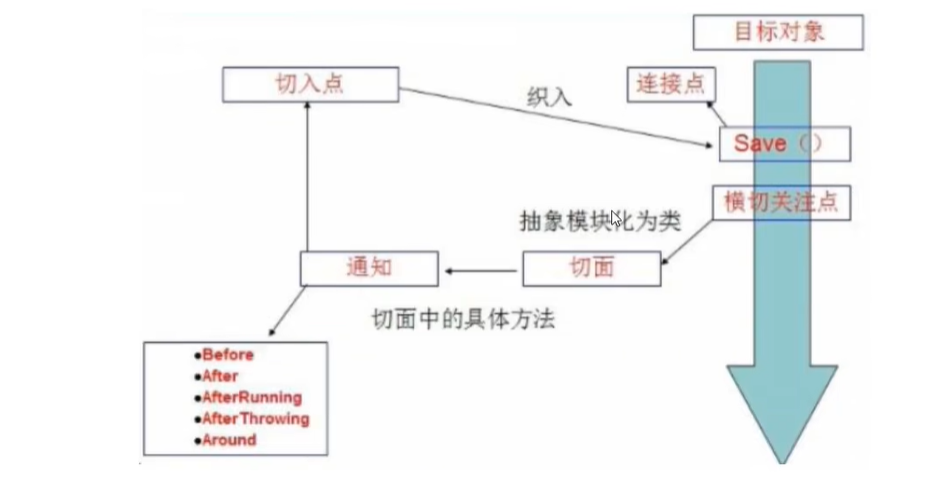 目标对象
切入点
连接点
织入
Save（）
横切关注点
抽象模块化为类
通知
切面
切面中的具体方法
●Before
●After
●AfterRunning
●AfterThrowing
●Around